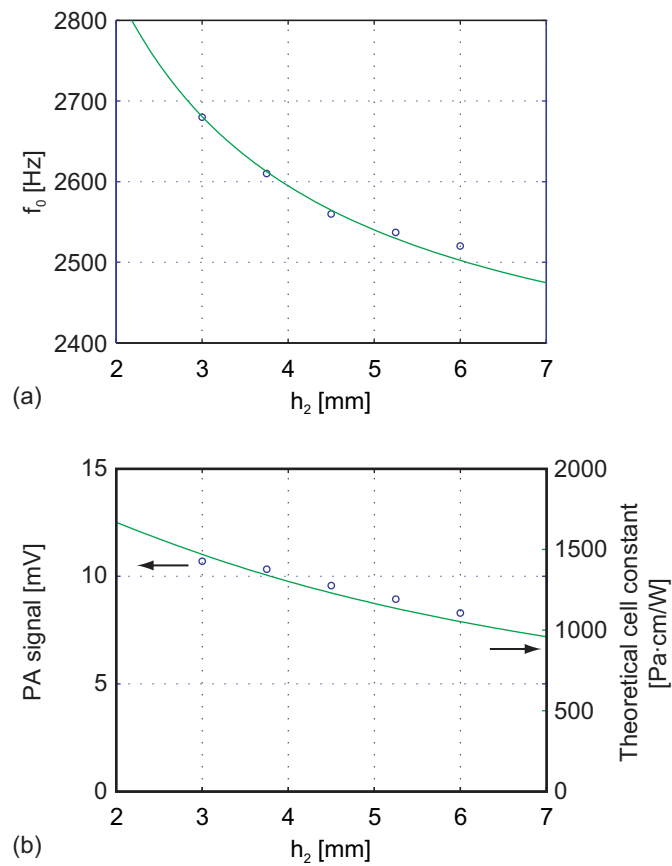 2800
2700
2600
2500
2400
f₀ [Hz]
2 3 4 5 6 7
h₂ [mm]
(a)
15
10
5
0
PA signal [mV]
2000
1500
1000
500
0
Theoretical cell constant
[Pa·cm/W]
2 3 4 5 6 7
h₂ [mm]
(b)